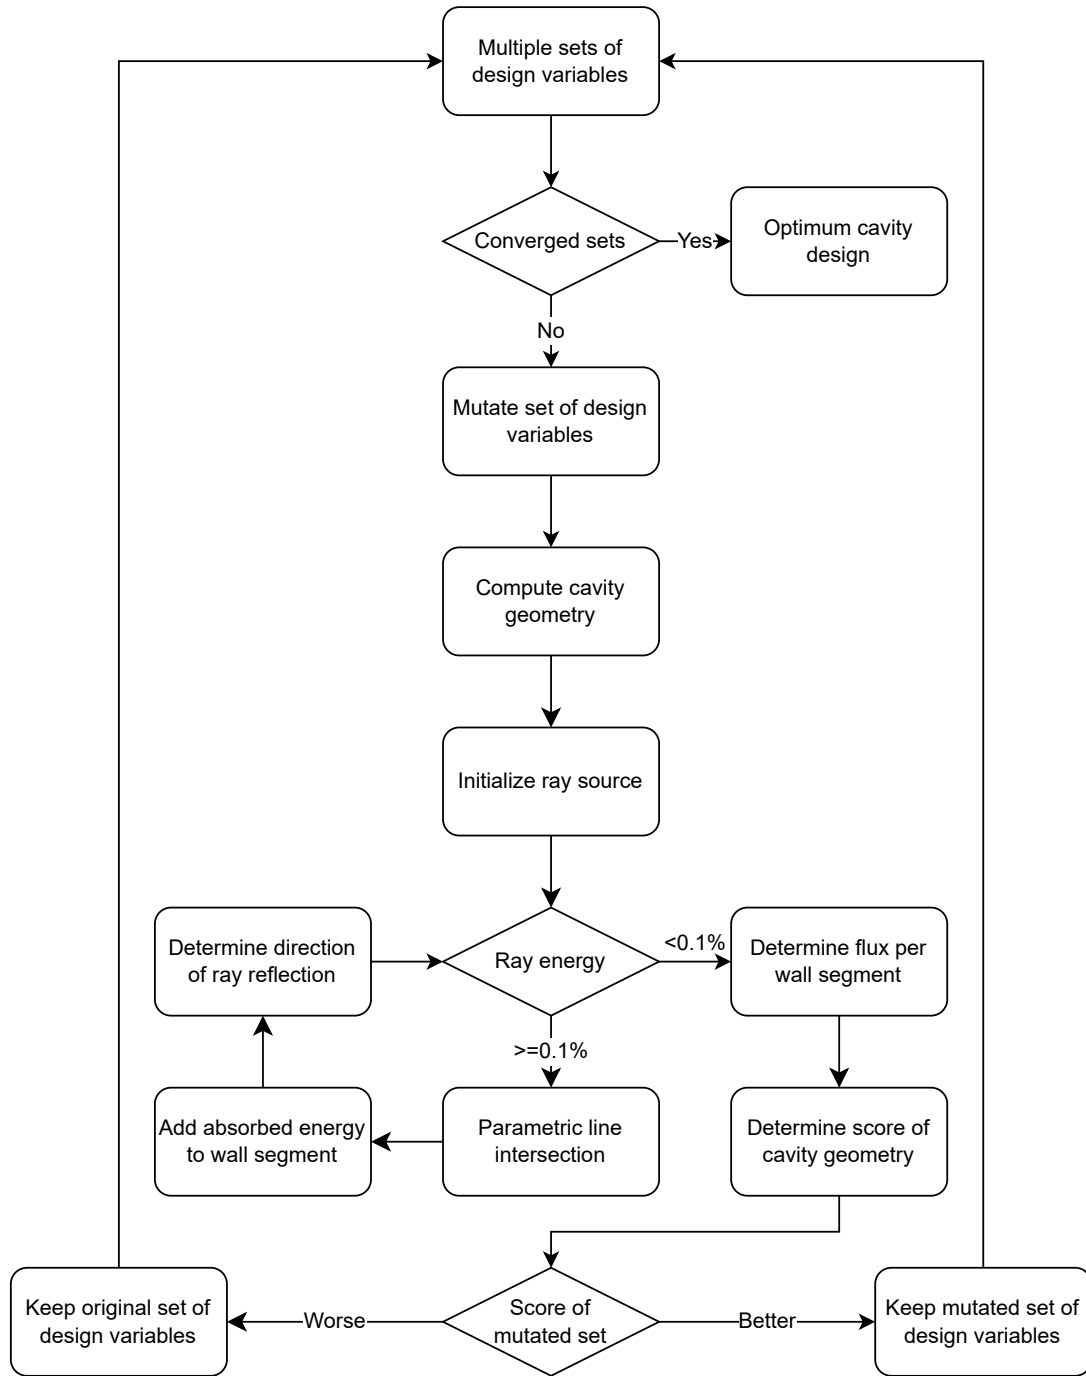 Multiple sets of
design variables
Converged sets
Yes
Optimum cavity
design
No
Mutate set of design
variables
Compute cavity
geometry
Initialize ray source
Determine direction
of ray reflection
Ray energy
<0.1%
Determine flux per
wall segment
>=0.1%
Add absorbed energy
to wall segment
Parametric line
intersection
Determine score of
cavity geometry
Keep original set of
design variables
Worse
Score of
mutated set
Better
Keep mutated set of
design variables